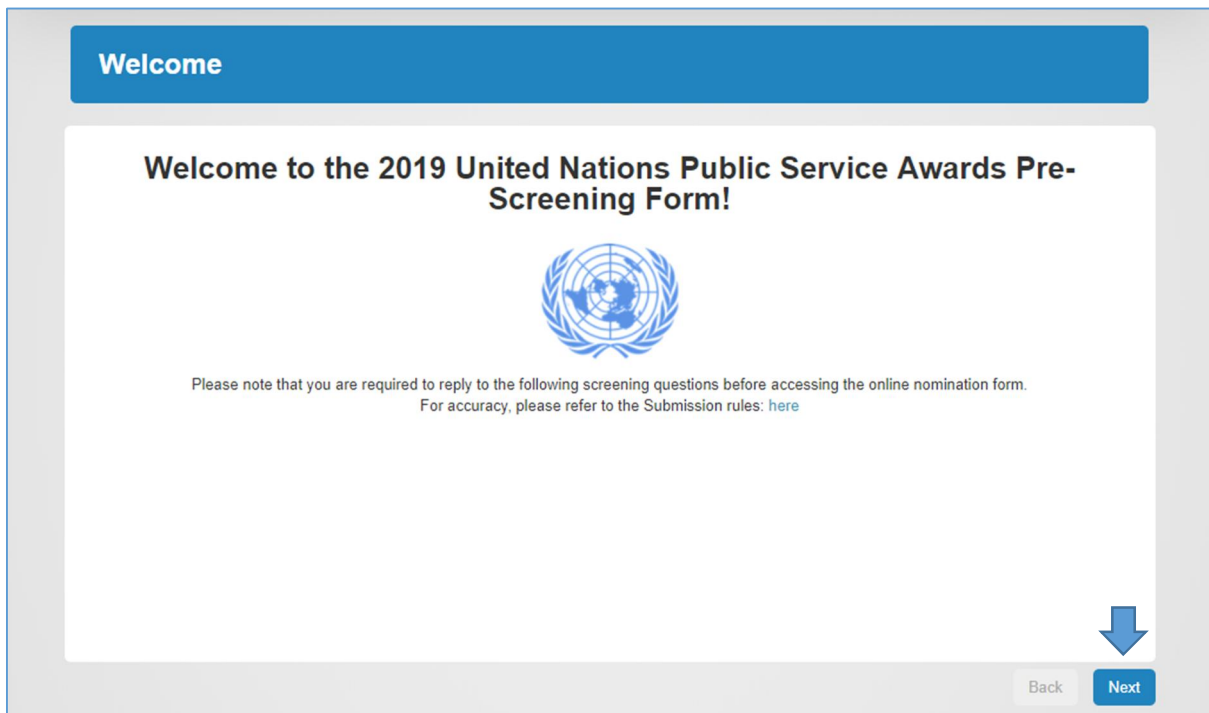 Welcome
Welcome to the 2019 United Nations Public Service Awards Pre-
Screening Form!
Please note that you are required to reply to the following screening questions before accessing the online nomination form.
For accuracy, please refer to the Submission rules: here
Back
Next